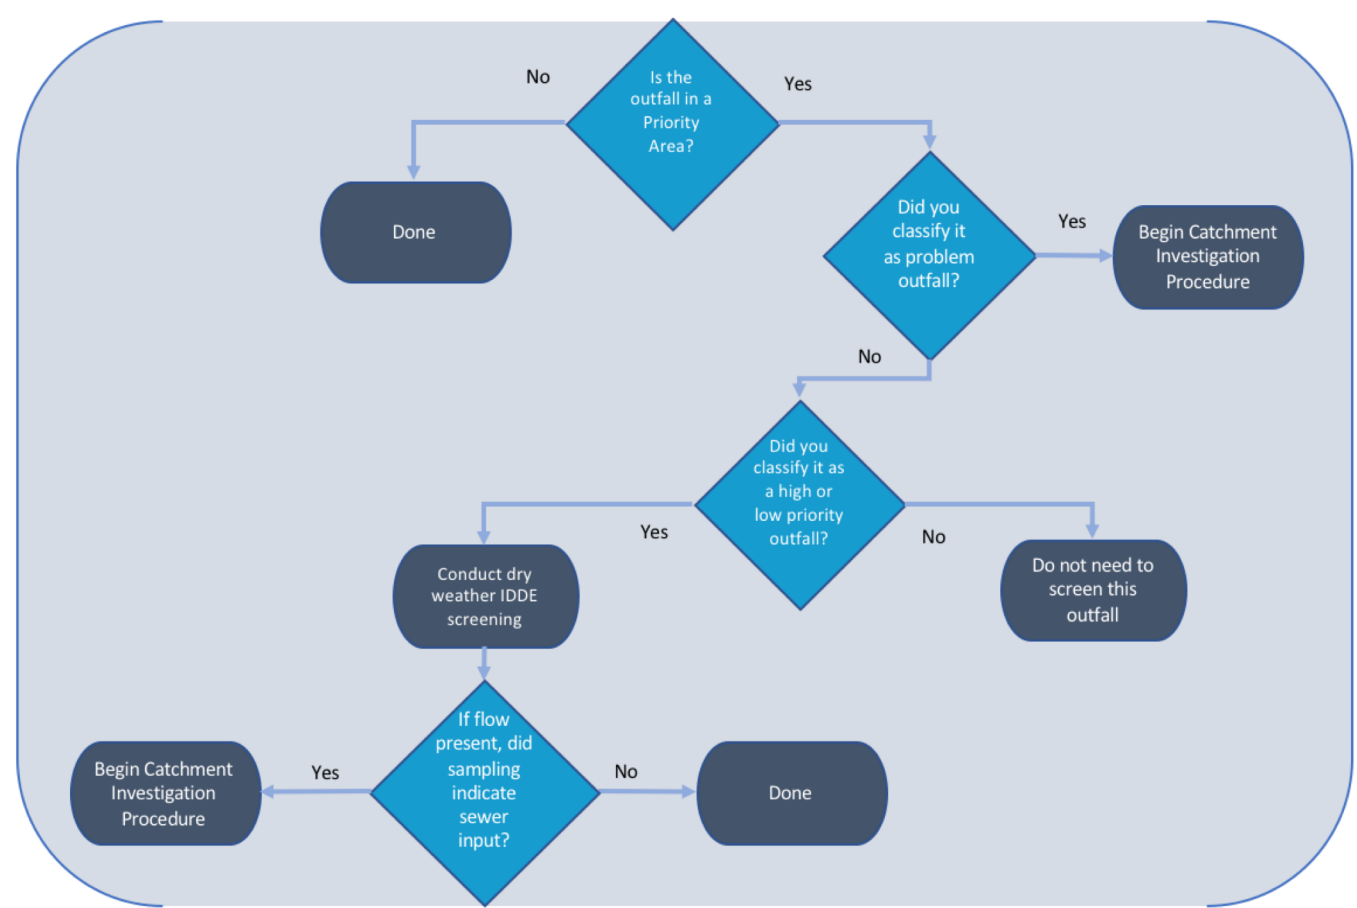 No
Is the
outfall in a
Priority
Area?
Yes
Done
Did you
classify it
as problem
outfall?
Yes
Begin Catchment
Investigation
Procedure
No
Did you
classify it as
a high or
low priority
outfall?
Yes
No
Conduct dry
weather IDDE
screening
Do not need to
screen this
outfall
If flow
present, did
sampling
indicate
sewer
input?
Yes
Begin Catchment
Investigation
Procedure
No
Done